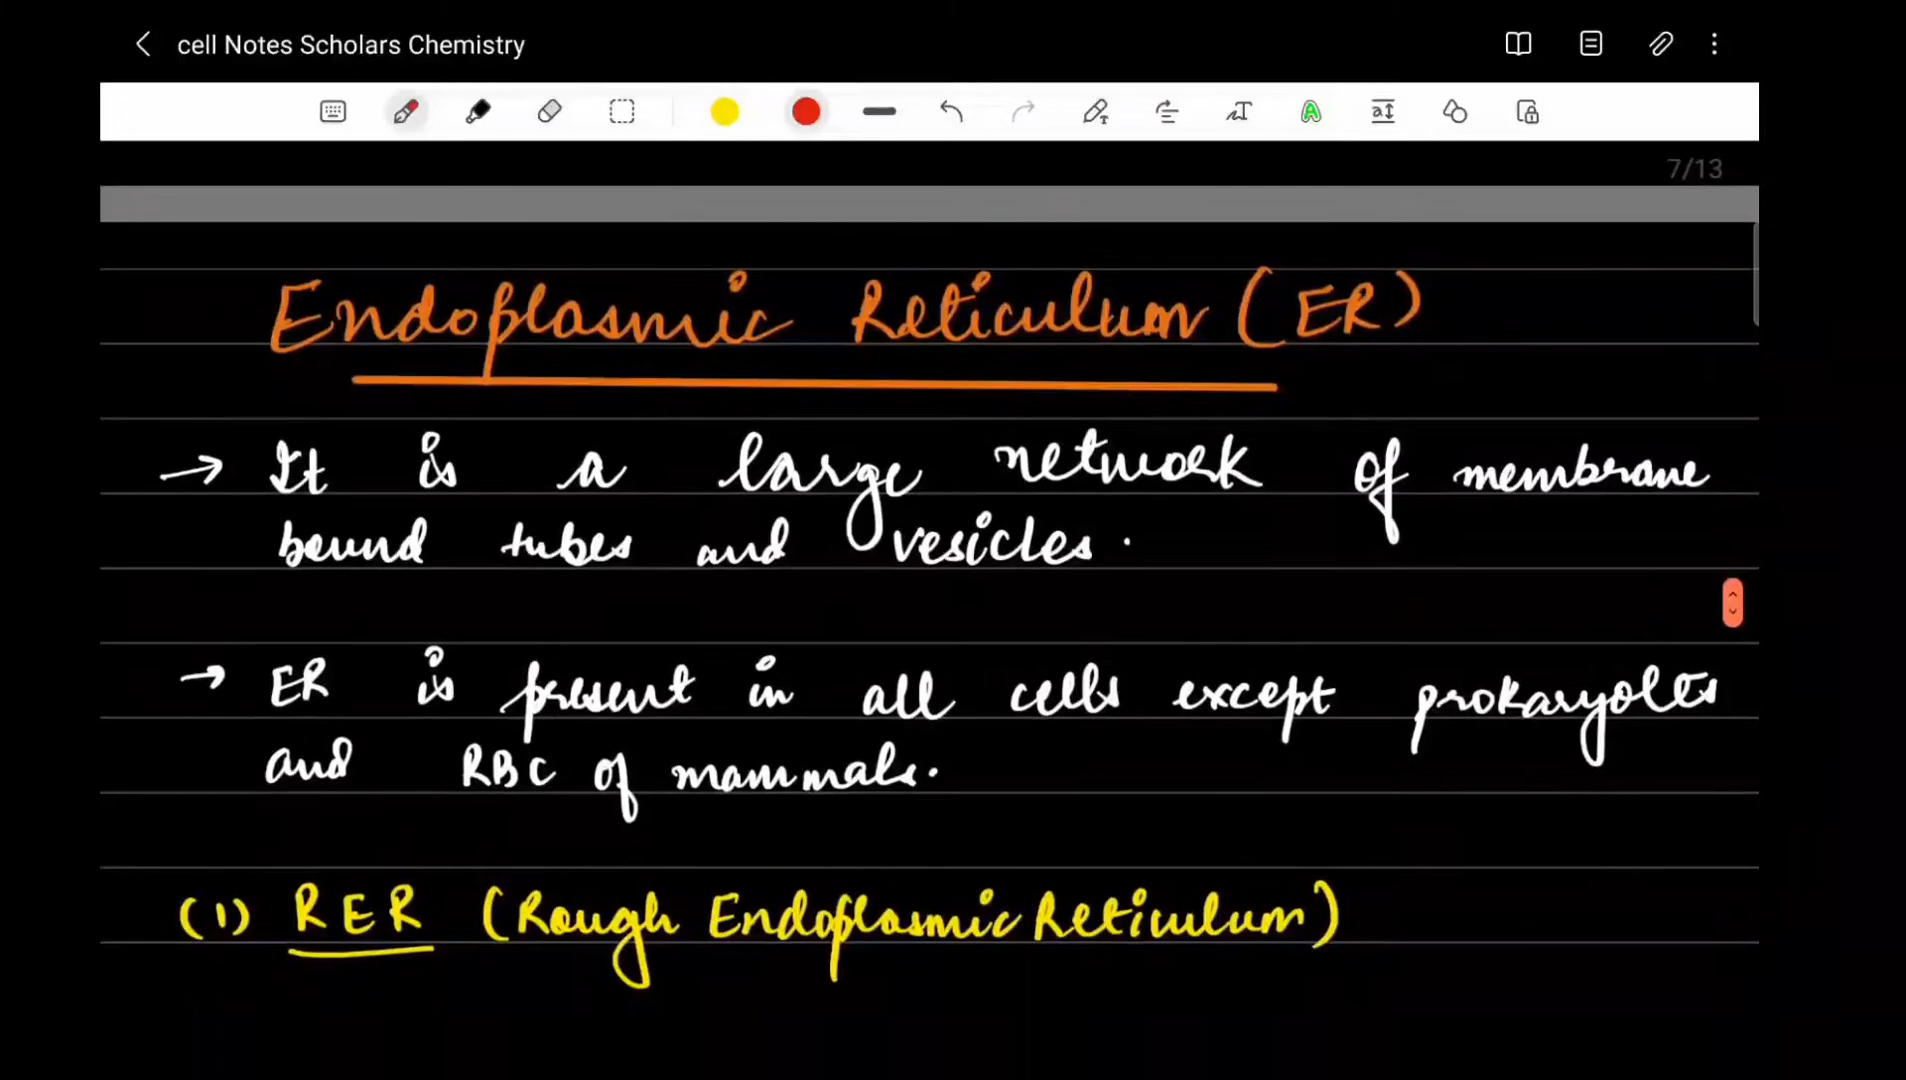 cell Notes Scholars Chemistry
7/13
Endoplasmic Reticulum (ER)
→ It is a large network of membrane
bound tubes and vesicles.
→ ER is present in all cells except prokaryotes
and RBC of mammals.
(1) RER (Rough Endoplasmic Reticulum)